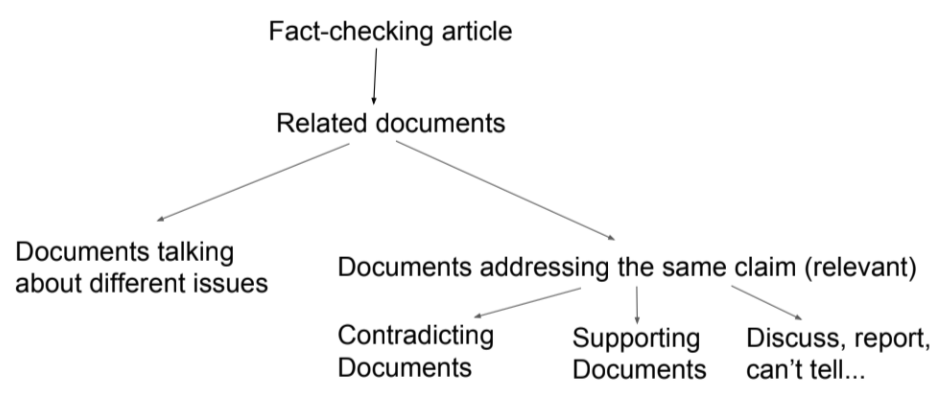 Fact-checking article
Related documents
Documents talking
about different issues
Documents addressing the same claim (relevant)
Contradicting
Documents
Supporting
Documents
Discuss, report,
can't tell...